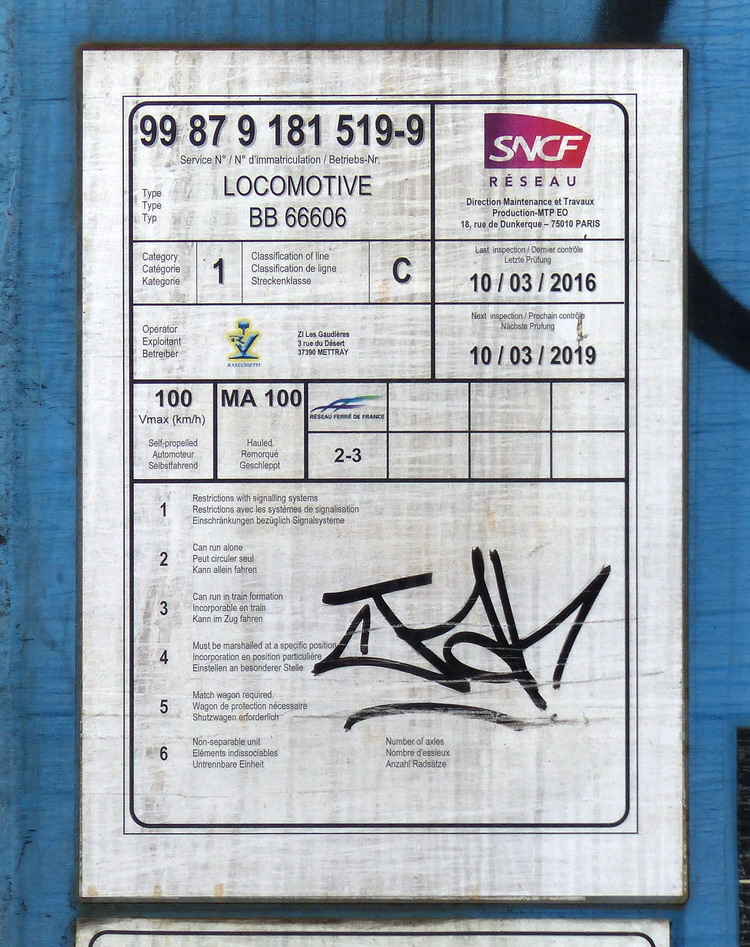 99 87 9 181 519-9
Service N° / N° d'immatriculation / Betriebs-Nr.
Type
Type
Typ
LOCOMOTIVE
BB 66606
SNCF
RÉSEAU
Direction Maintenance et Travaux
Production-MTP EO
18, rue de Dunkerque – 75010 PARIS
Category
Catégorie
Kategorie
1
Classification of line
Classification de ligne
Streckenklasse
C
Last inspection / Dernier contrôle
Letzte Prüfung
10 / 03 / 2016
Operator
Exploitant
Betreiber
ZI Les Gaudières
3 rue du Désert
37390 METTRAY
Next inspection / Prochain contrôle
Nächste Prüfung
10 / 03 / 2019
100
Vmax (km/h)
Self-propelled
Automoteur
Selbstfahrend
MA 100
Hauled
Remorqué
Geschleppt
RÉSEAU FERRÉ DE FRANCE
2-3
1
Restrictions with signalling systems
Restrictions avec les systèmes de signalisation
Einschränkungen bezüglich Signalsysteme
2
Can run alone
Peut circuler seul
Kann allein fahren
3
Can run in train formation
Incorporable en train
Kann im Zug fahren
4
Must be marshalled at a specific position
Incorporation en position particulière
Einstellen an besonderer Stelle
5
Match wagon required
Wagon de protection nécessaire
Schutzwagen erforderlich
6
Non-separable unit
Eléments indissociables
Untrennbare Einheit
Number of axles
Nombre d'essieux
Anzahl Radsätze